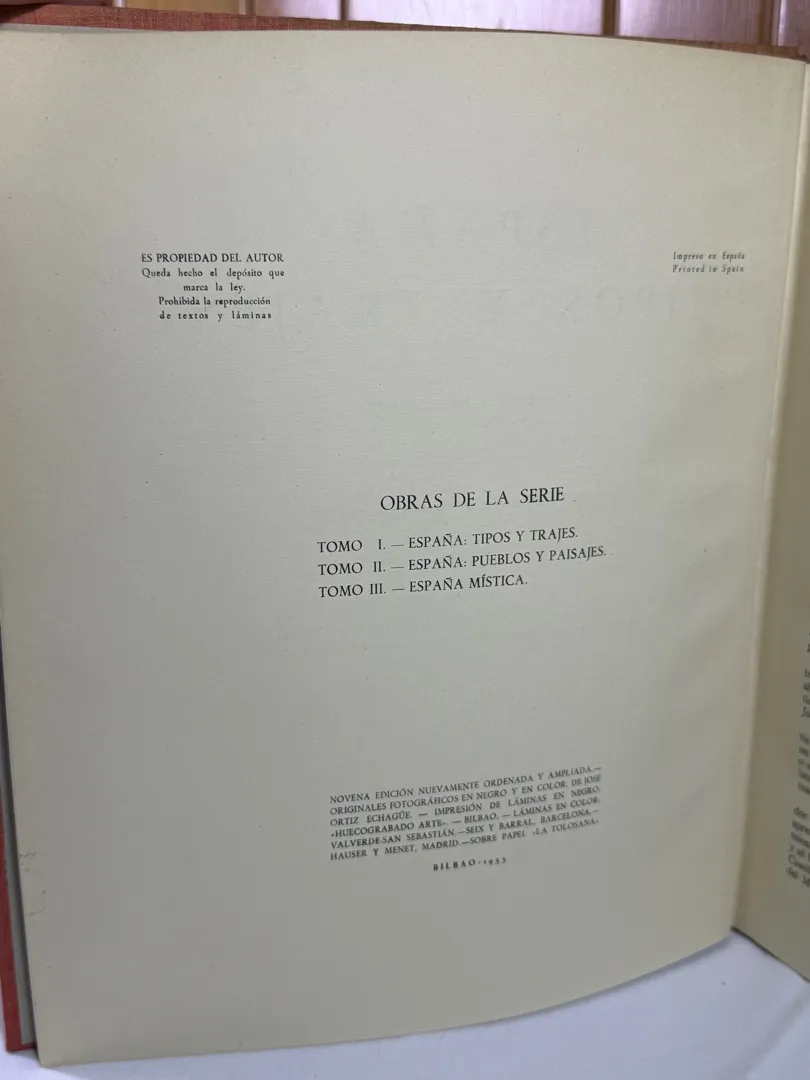 ES PROPIEDAD DEL AUTOR
Queda hecho el depósito que
marca la ley.
Prohibida la reproducción
de textos y láminas
Impreso en España
Printed in Spain
OBRAS DE LA SERIE
TOMO I. — ESPAÑA: TIPOS Y TRAJES.
TOMO II. — ESPAÑA: PUEBLOS Y PAISAJES.
TOMO III. — ESPAÑA MÍSTICA.
NOVENA EDICIÓN NUEVAMENTE ORDENADA Y AMPLIADA.—
ORIGINALES FOTOGRÁFICOS EN NEGRO Y EN COLOR, DE JOSÉ
ORTIZ ECHAGÜE. — IMPRESIÓN DE LÁMINAS EN NEGRO,
«HUECOGRABADO ARTE». — BILBAO. — LÁMINAS EN COLOR,
VALVERDE-SAN SEBASTIÁN.—SEIX Y BARRAL, BARCELONA.—
HAUSER Y MENET, MADRID.—SOBRE PAPEL «LA TOLOSANA»
BILBAO-1953